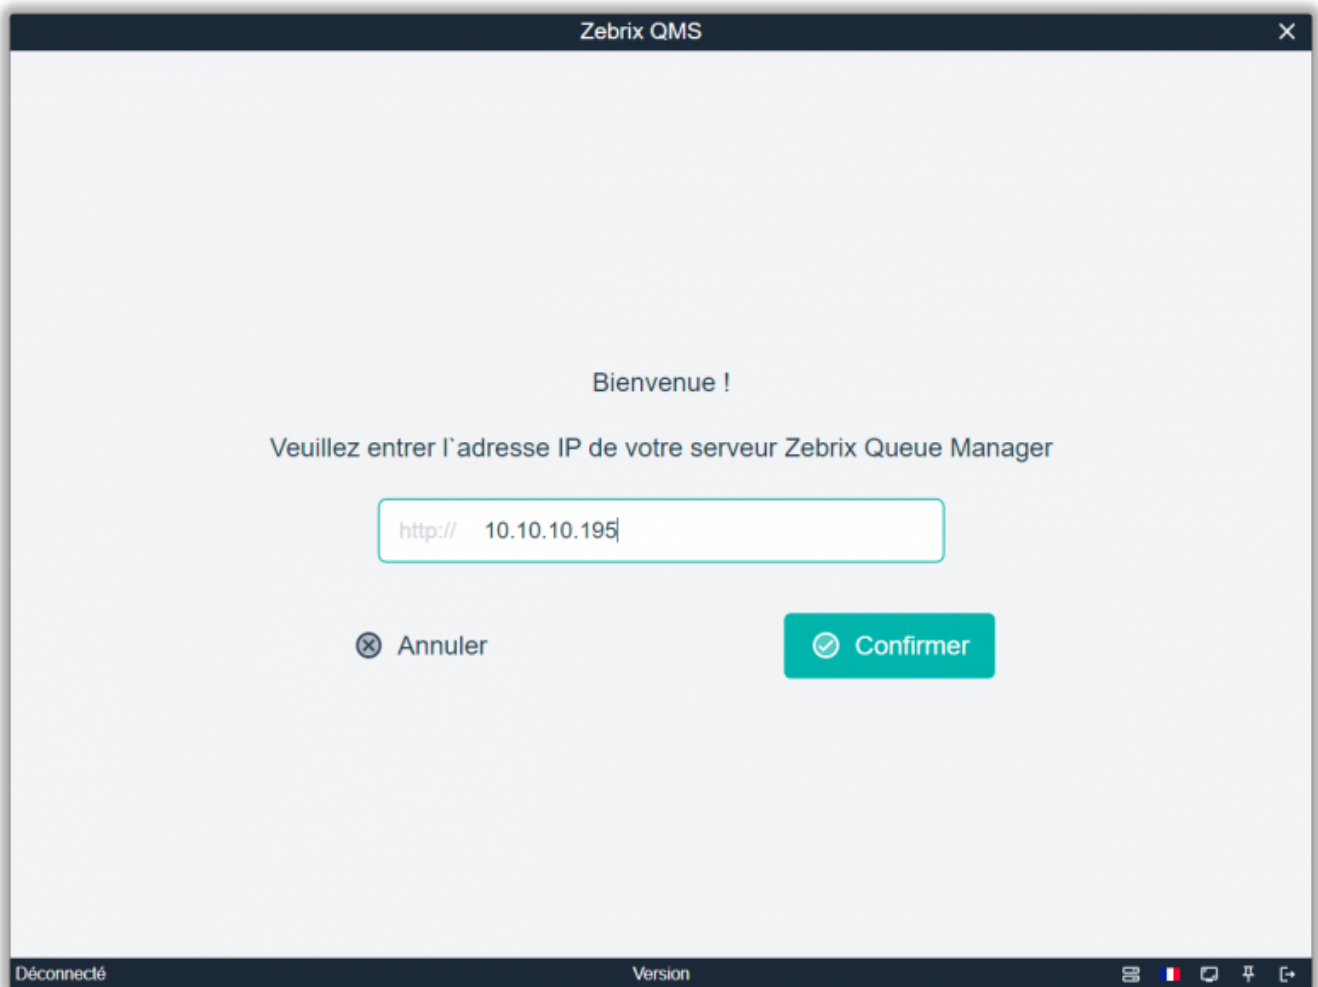 Zebrix QMS
Bienvenue !
Veuillez entrer l`adresse IP de votre serveur Zebrix Queue Manager
http:// 10.10.10.195
Annuler
Confirmer
Déconnecté
Version